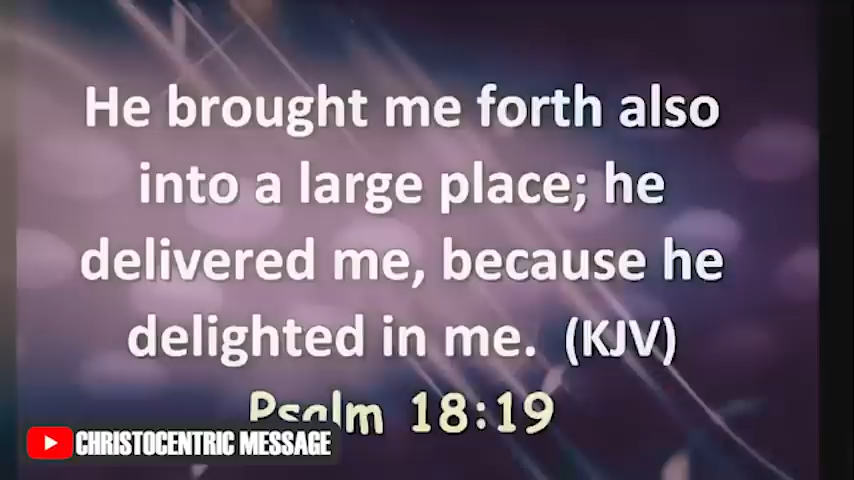 He brought me forth also
into a large place; he
delivered me, because he
delighted in me. (KJV)
Psalm 18:19
CHRISTOCENTRIC MESSAGE